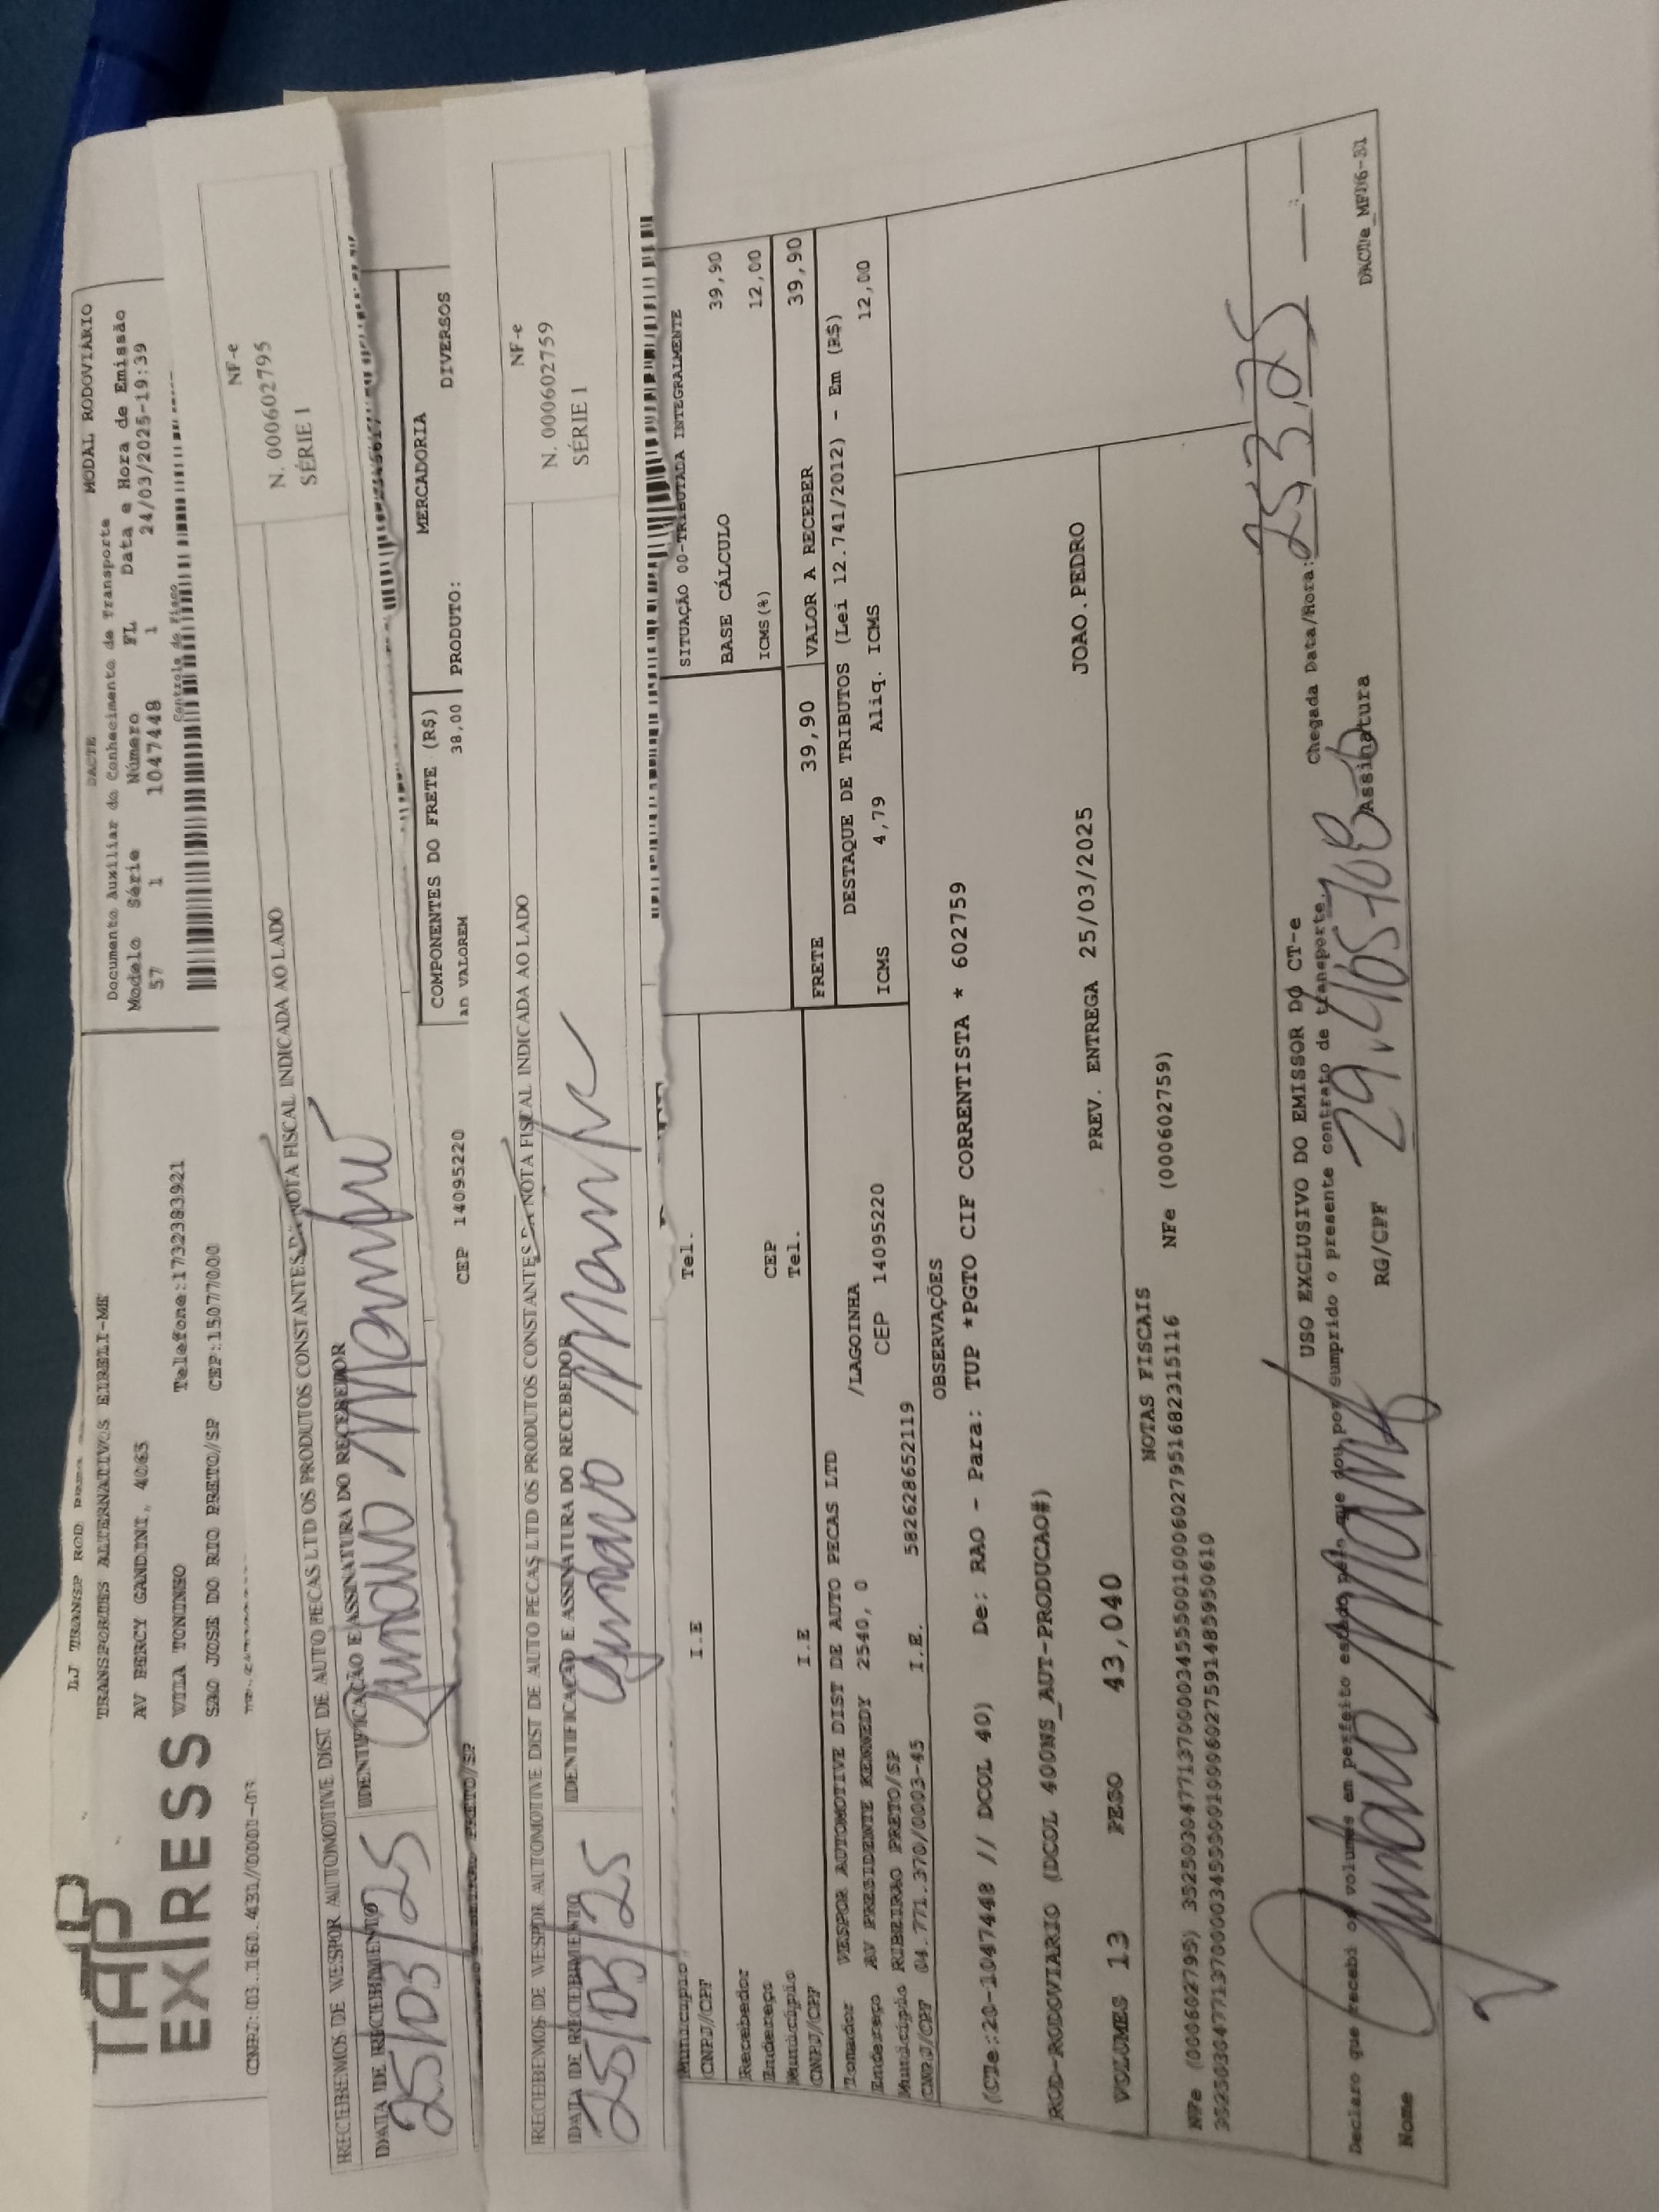 TAP
EXPRESS
LJ TRANSP ROD
TRANSPORTES ALTERNATIVOS EIRELI-ME
AV PERCY GANDINI, 4065
VILA TONINHO Telefone:1732383921
SAO JOSE DO RIO PRETO/SP CEP:15077000
DACTE MODAL RODOVIÁRIO
Documento Auxiliar do Conhecimento de Transporte
Modelo Série Número FL Data e Hora de Emissão
57 1 1047448 1 24/03/2025-19:39
Controle do Fisco
RECEBEMOS DE VESPOR AUTOMOTIVE DIST DE AUTO PECAS LTD OS PRODUTOS CONSTANTES DA NOTA FISCAL INDICADA AO LADO
DATA DE RECEBIMENTO IDENTIFICAÇÃO E ASSINATURA DO RECEBEDOR
25/03/25
NF-e
N. 000602795
SÉRIE 1
CEP 14095220
COMPONENTES DO FRETE (R$) MERCADORIA
AD VALOREM 38,00 PRODUTO: DIVERSOS
RECEBEMOS DE VESPOR AUTOMOTIVE DIST DE AUTO PECAS LTD OS PRODUTOS CONSTANTES DA NOTA FISCAL INDICADA AO LADO
DATA DE RECEBIMENTO IDENTIFICAÇÃO E ASSINATURA DO RECEBEDOR
25/03/25
NF-e
N. 000602759
SÉRIE 1
Município Tel.
CNPJ/CPF I.E
Recebedor
Endereço
Município CEP
CNPJ/CPF I.E Tel.
SITUAÇÃO 00-TRIBUTADA INTEGRALMENTE
BASE CÁLCULO 39,90
ICMS(%) 12,00
FRETE 39,90 VALOR A RECEBER 39,90
DESTAQUE DE TRIBUTOS (Lei 12.741/2012) - Em (R$)
ICMS 4,79 Aliq. ICMS 12,00
Tomador VESPOR AUTOMOTIVE DIST DE AUTO PECAS LTD
Endereço AV PRESIDENTE KENNEDY 2540, 0 /LAGOINHA
Município RIBEIRAO PRETO/SP CEP 14095220
CNPJ/CPF 04.771.370/0003-45 I.E. 582628652119
OBSERVAÇÕES
(CTe:20-1047448 // DCOL 40) De: RAO - Para: TUP *PGTO CIF CORRENTISTA * 602759
ROD-RODOVIARIO (DCOL 400NS_AUT-PRODUCAO#)
VOLUMES 13 PESO 43,040 PREV. ENTREGA 25/03/2025 JOAO.PEDRO
NOTAS FISCAIS
NFe (000602795) 35250304771370000345550010006027951682315116 NFe (000602759)
USO EXCLUSIVO DO EMISSOR DO CT-e
Declaro que recebi os volumes em perfeito estado pelo que dou por cumprido o presente contrato de transporte.
Chegada Data/Hora: 25 3 25
Nome RG/CPF Assinatura